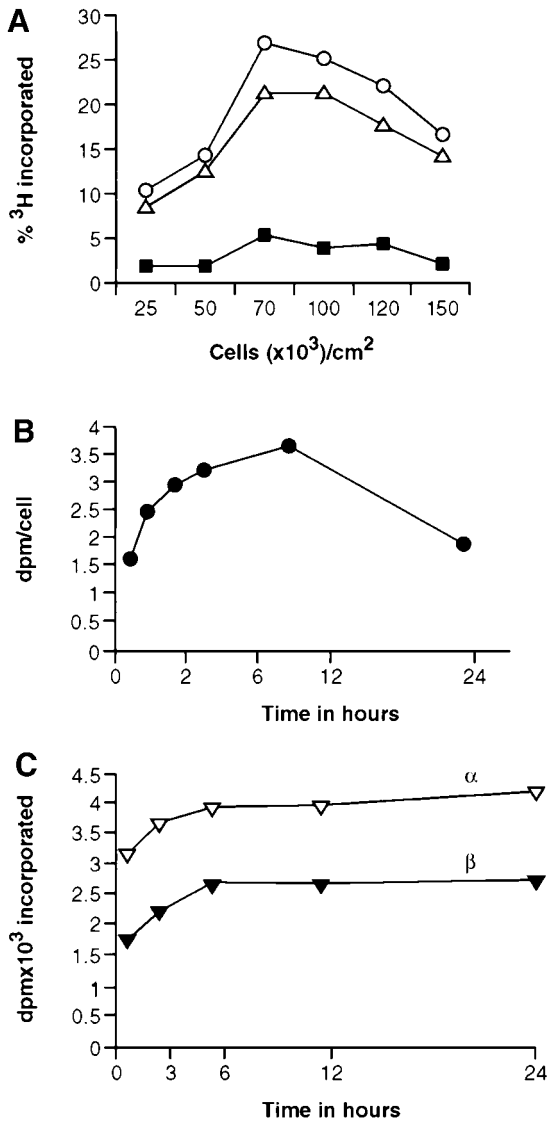 A
% ³H incorporated
30
25
20
15
10
5
0
25 50 70 100 120 150
Cells (x10³)/cm²
B
dpm/cell
4
3.5
3
2.5
2
1.5
1
0.5
0
0 2 6 12 24
Time in hours
C
dpmx10³ incorporated
4.5
4
3.5
3
2.5
2
1.5
1
0.5
0
α
β
0 3 6 12 24
Time in hours